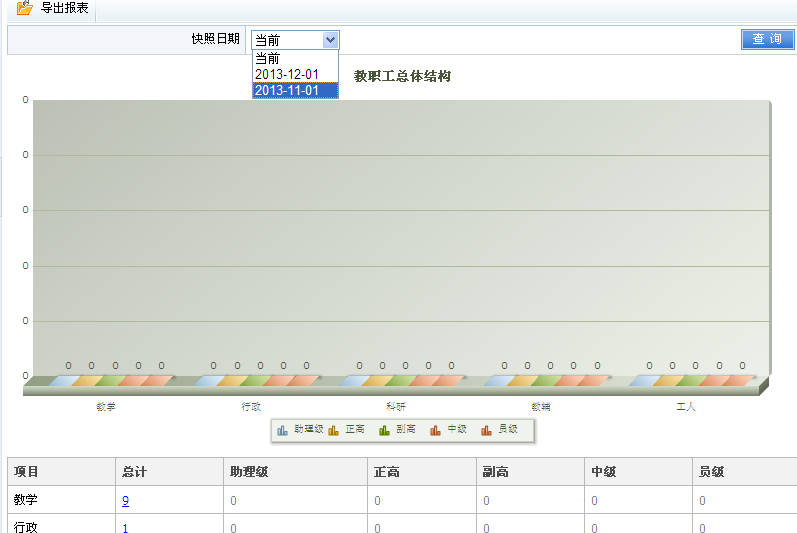 导出报表
快照日期 当前 查 询
当前
2013-12-01
2013-11-01
教职工总体结构
0
0
0
0
0
0
0 0 0 0 0 0 0 0 0 0 0 0 0 0 0 0 0 0 0 0 0 0 0 0 0
教学 行政 科研 教辅 工人
助理级 正高 副高 中级 员级
项目 总计 助理级 正高 副高 中级 员级
教学 9 0 0 0 0 0
行政 1 0 0 0 0 0